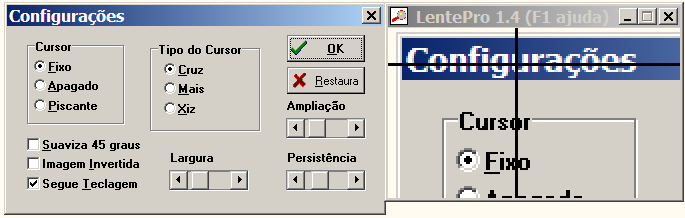 Configurações
Cursor
Fixo
Apagado
Piscante
Tipo do Cursor
Cruz
Mais
Xiz
OK
Restaura
Ampliação
Suaviza 45 graus
Imagem Invertida
Segue Teclagem
Largura
Persistência
LentePro 1.4 (F1 ajuda)
Configurações
Cursor
Fixo
Apagado